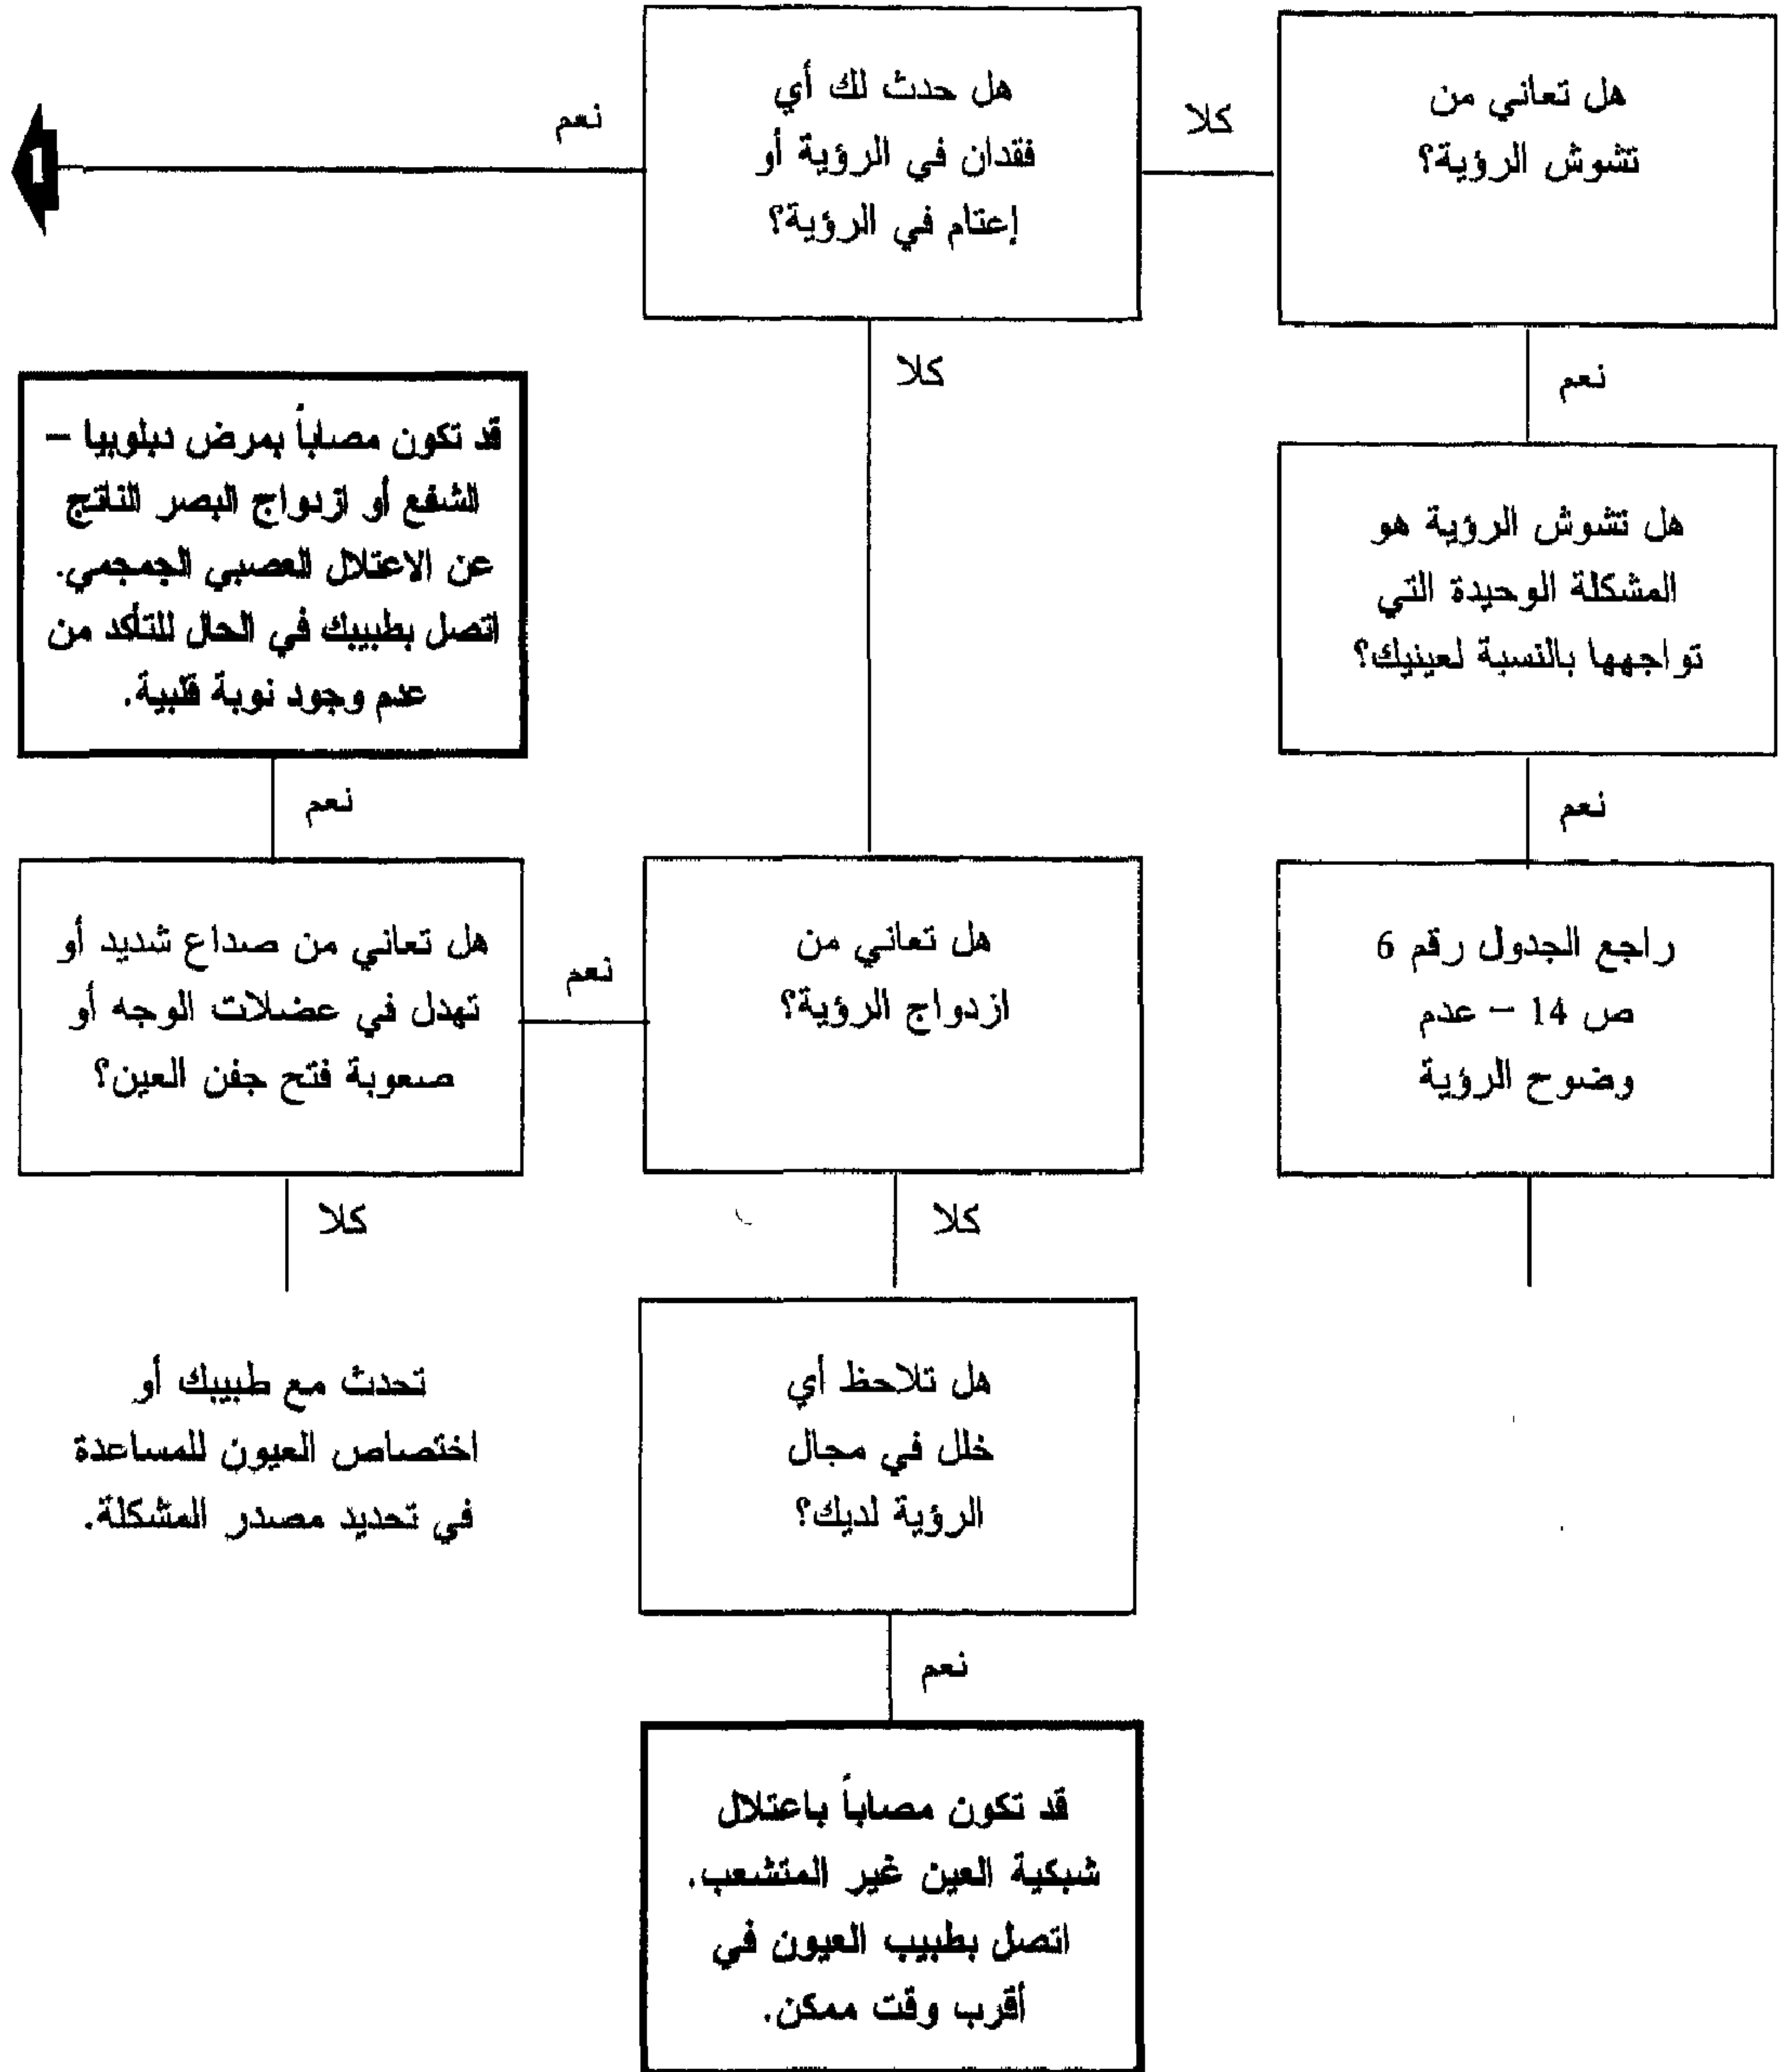 هل تعاني من
تشوش الرؤية؟
كلا
هل حدث لك أي
فقدان في الرؤية أو
إعتام في الرؤية؟
نعم
1
نعم
كلا
هل تشوش الرؤية هو
المشكلة الوحيدة التي
تواجهها بالنسبة لعينيك؟
قد تكون مصاباً بمرض دبلوبيا –
الشفع أو ازدواج البصر الناتج
عن الاعتلال العصبي الجمجمي.
اتصل بطبيبك في الحال للتأكد من
عدم وجود نوبة قلبية.
نعم
نعم
راجع الجدول رقم 6
ص 14 – عدم
وضوح الرؤية
هل تعاني من
ازدواج الرؤية؟
نعم
هل تعاني من صداع شديد أو
تهدل في عضلات الوجه أو
صعوبة فتح جفن العين؟
كلا
كلا
هل تلاحظ أي
خلل في مجال
الرؤية لديك؟
تحدث مع طبيبك أو
اختصاص العيون للمساعدة
في تحديد مصدر المشكلة.
نعم
قد تكون مصاباً باعتلال
شبكية العين غير المتشعب.
اتصل بطبيب العيون في
أقرب وقت ممكن.